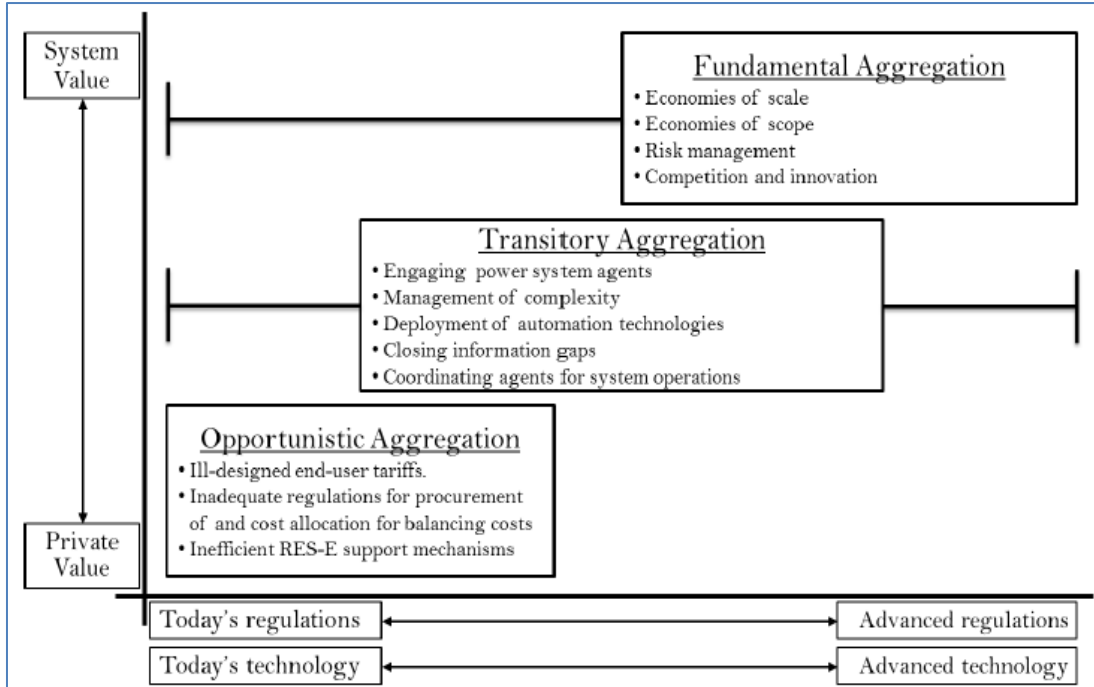 System
Value
Fundamental Aggregation
• Economies of scale
• Economies of scope
• Risk management
• Competition and innovation
Transitory Aggregation
• Engaging power system agents
• Management of complexity
• Deployment of automation technologies
• Closing information gaps
• Coordinating agents for system operations
Opportunistic Aggregation
• Ill-designed end-user tariffs.
• Inadequate regulations for procurement
of and cost allocation for balancing costs
• Inefficient RES-E support mechanisms
Private
Value
Today's regulations
Advanced regulations
Today's technology
Advanced technology